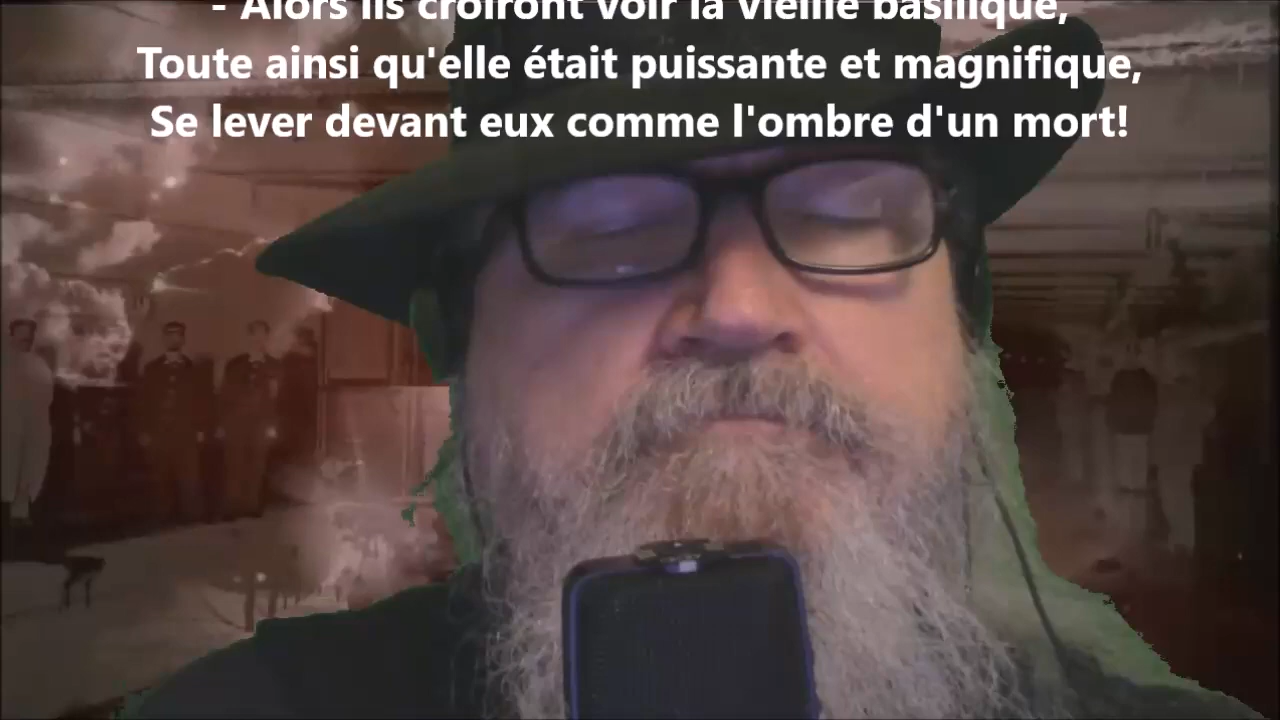 - Alors ils croiront voir la vieille basilique,
Toute ainsi qu'elle était puissante et magnifique,
Se lever devant eux comme l'ombre d'un mort!